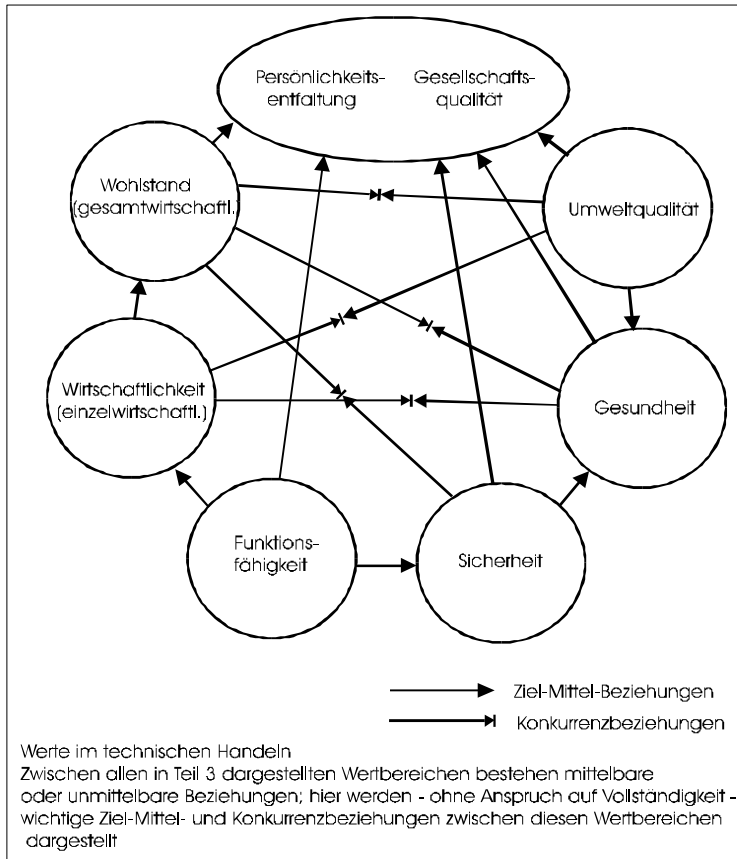 Persönlichkeits-
entfaltung
Gesellschafts-
qualität
Wohlstand
(gesamtwirtschaftl.
Umweltqualität
Wirtschaftlichkeit
(einzelwirtschaftl.)
Gesundheit
Funktions-
fähigkeit
Sicherheit
Ziel-Mittel-Beziehungen
Konkurrenzbeziehungen
Werte im technischen Handeln
Zwischen allen in Teil 3 dargestellten Wertbereichen bestehen mittelbare
oder unmittelbare Beziehungen; hier werden - ohne Anspruch auf Vollständigkeit -
wichtige Ziel-Mittel- und Konkurrenzbeziehungen zwischen diesen Wertbereichen
dargestellt